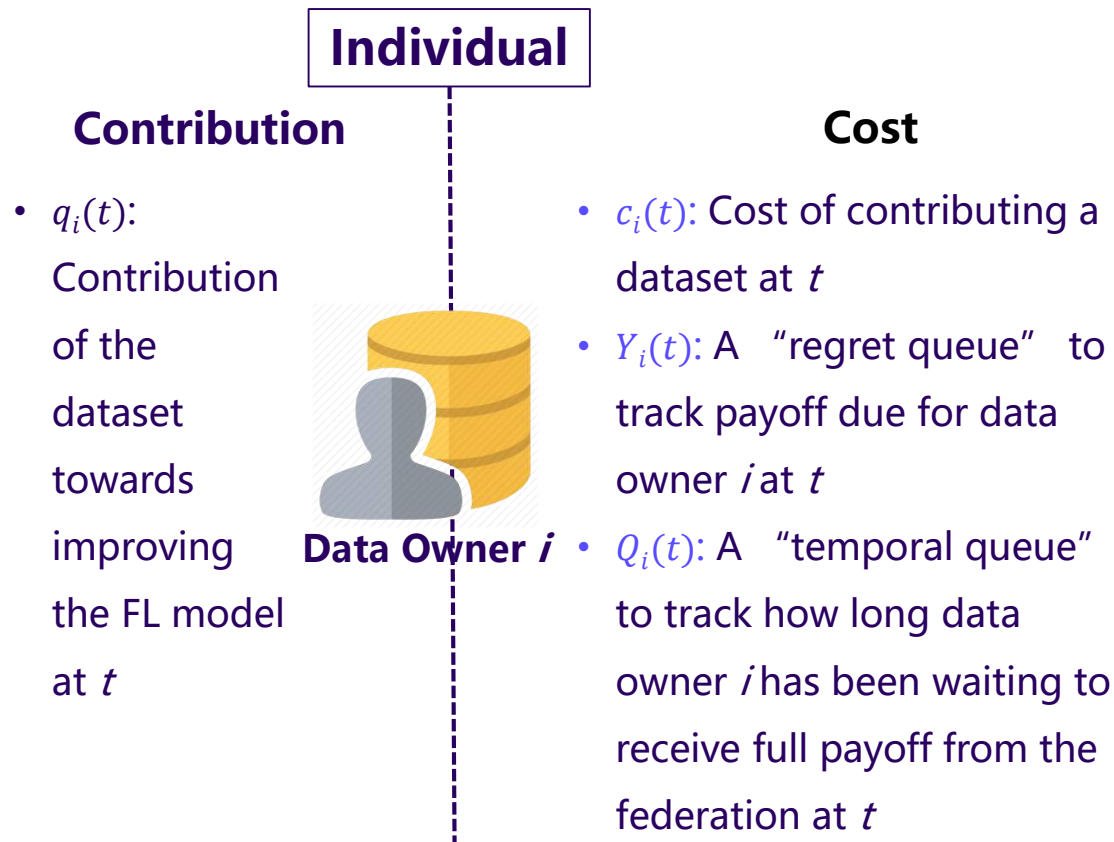 Individual
Contribution
• qᵢ(t):
Contribution
of the
dataset
towards
improving
the FL model
at t
Data Owner i
Cost
• cᵢ(t): Cost of contributing a
dataset at t
• Yᵢ(t): A “regret queue” to
track payoff due for data
owner i at t
• Qᵢ(t): A “temporal queue”
to track how long data
owner i has been waiting to
receive full payoff from the
federation at t